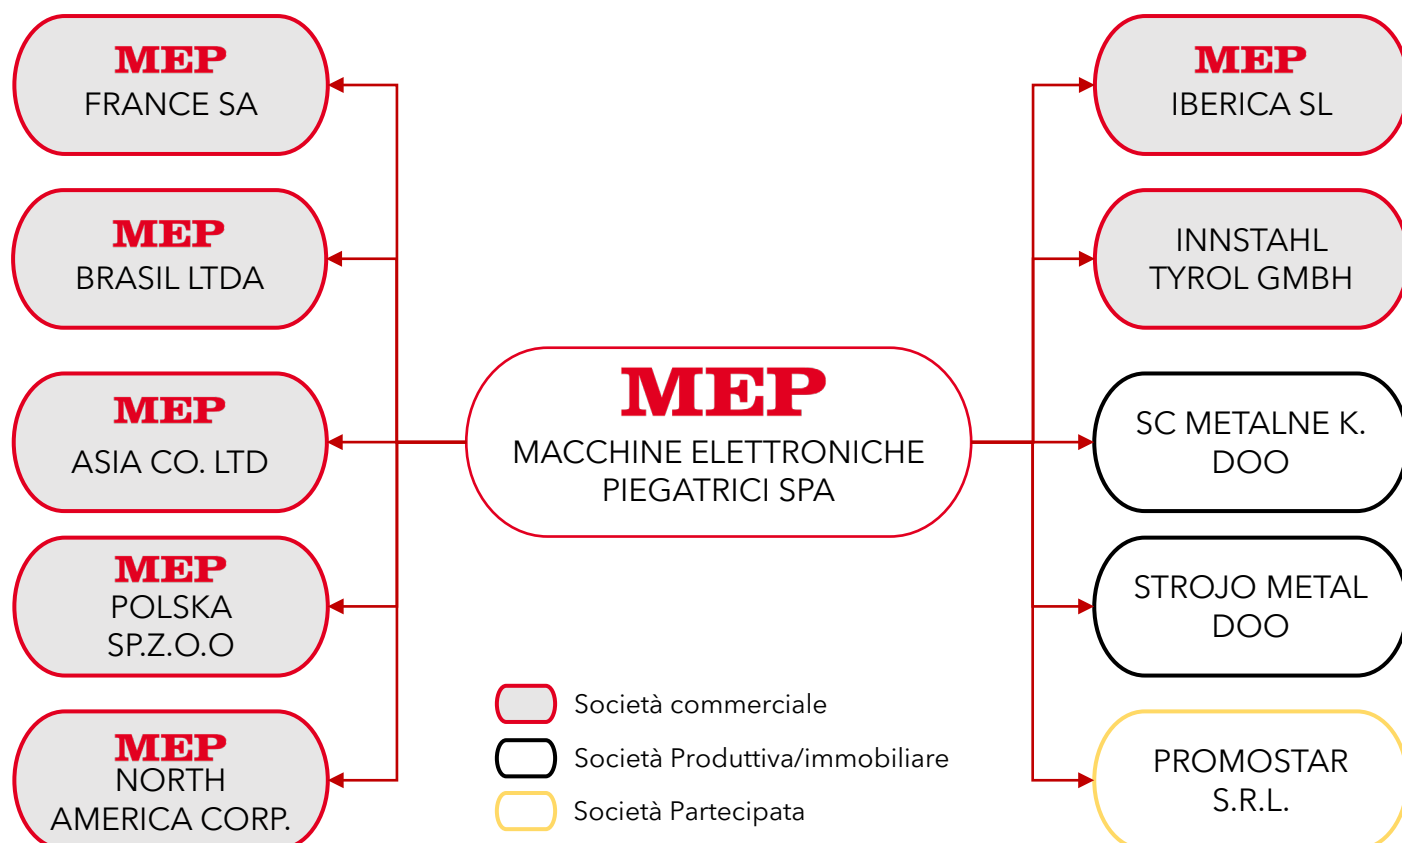 MEP
FRANCE SA
MEP
BRASIL LTDA
MEP
ASIA CO. LTD
MEP
POLSKA
SP.Z.O.O
MEP
NORTH
AMERICA CORP.
MEP
MACCHINE ELETTRONICHE
PIEGATRICI SPA
Società commerciale
Società Produttiva/immobiliare
Società Partecipata
MEP
IBERICA SL
INNSTAHL
TYROL GMBH
SC METALNE K.
DOO
STROJO METAL
DOO
PROMOSTAR
S.R.L.